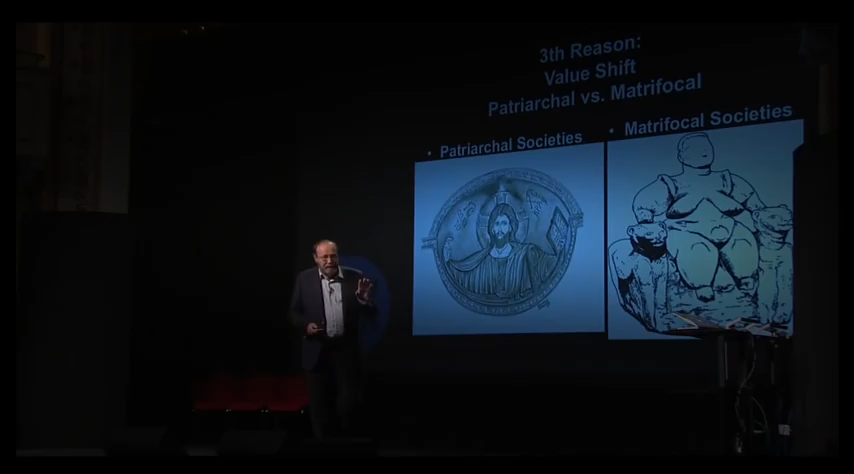 3th Reason:
Value Shift
Patriarchal vs. Matrifocal
• Patriarchal Societies
• Matrifocal Societies